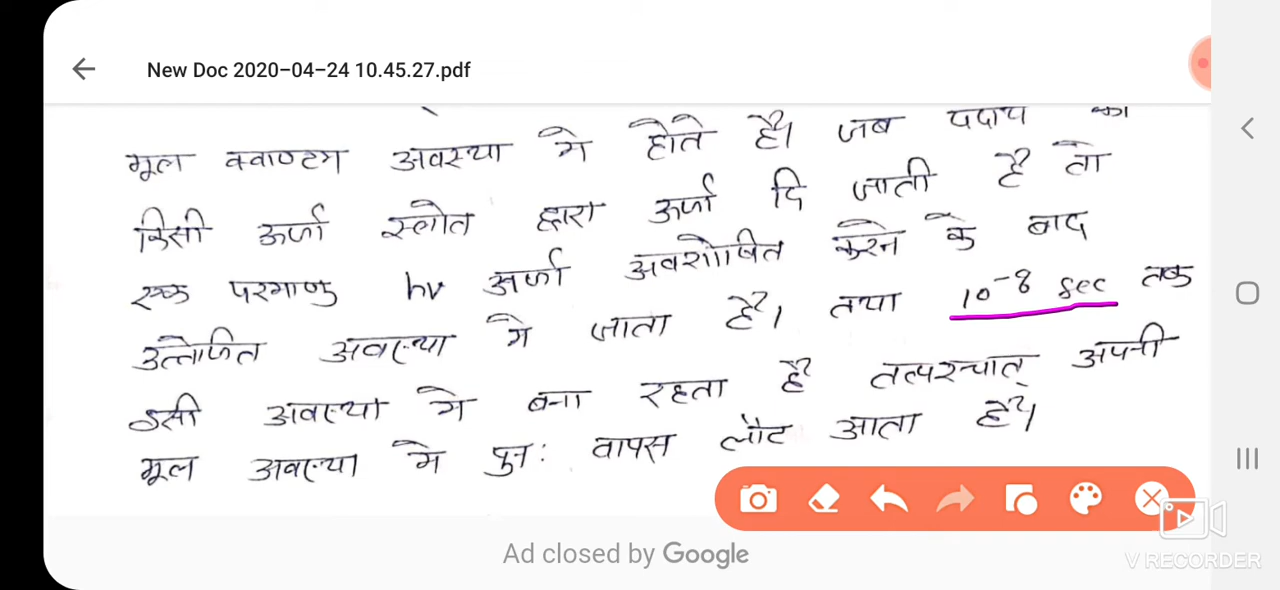 New Doc 2020-04-24 10.45.27.pdf
मूल क्वाण्टम अवस्था मे होते है। जब पदार्थ को
किसी ऊर्जा स्त्रोत द्वारा ऊर्जा दि जाती है तो
एक परमाणु hν ऊर्जा अवशोषित करने के बाद
उत्तेजित अवस्था मे जाता है। तथा 10⁻⁸ sec तक
उसी अवस्था मे बना रहता है तत्पश्चात् अपनी
मूल अवस्था मे पुन: वापस लौट आता है।
Ad closed by Google
V RECORDER